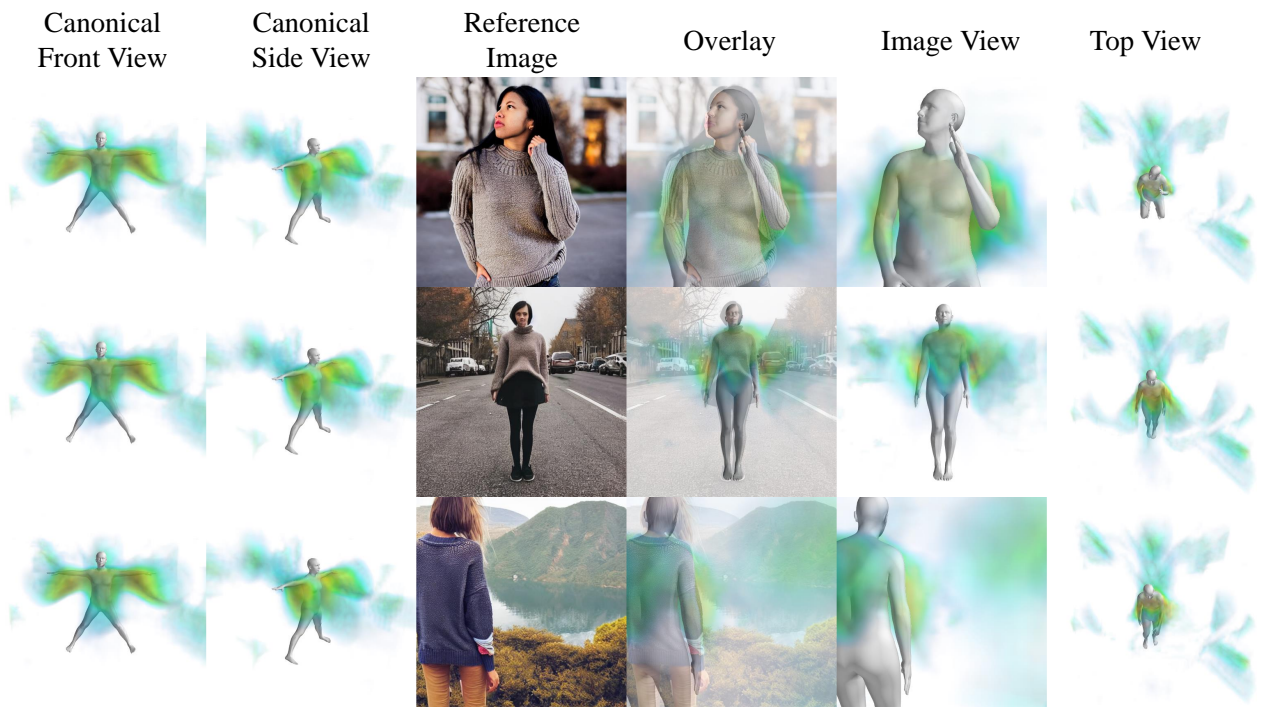 Canonical
Front View
Canonical
Side View
Reference
Image
Overlay
Image View
Top View